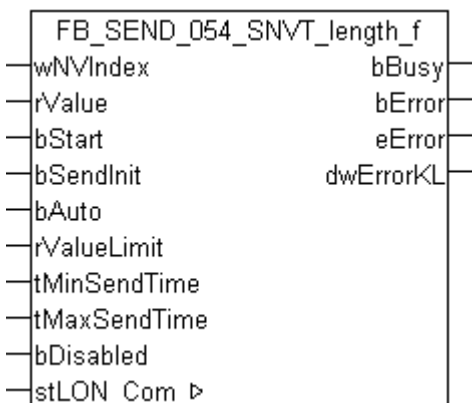 FB_SEND_054_SNVT_length_f
wNVIndex bBusy
rValue bError
bStart eError
bSendInit dwErrorKL
bAuto
rValueLimit
tMinSendTime
tMaxSendTime
bDisabled
stLON_Com ▷